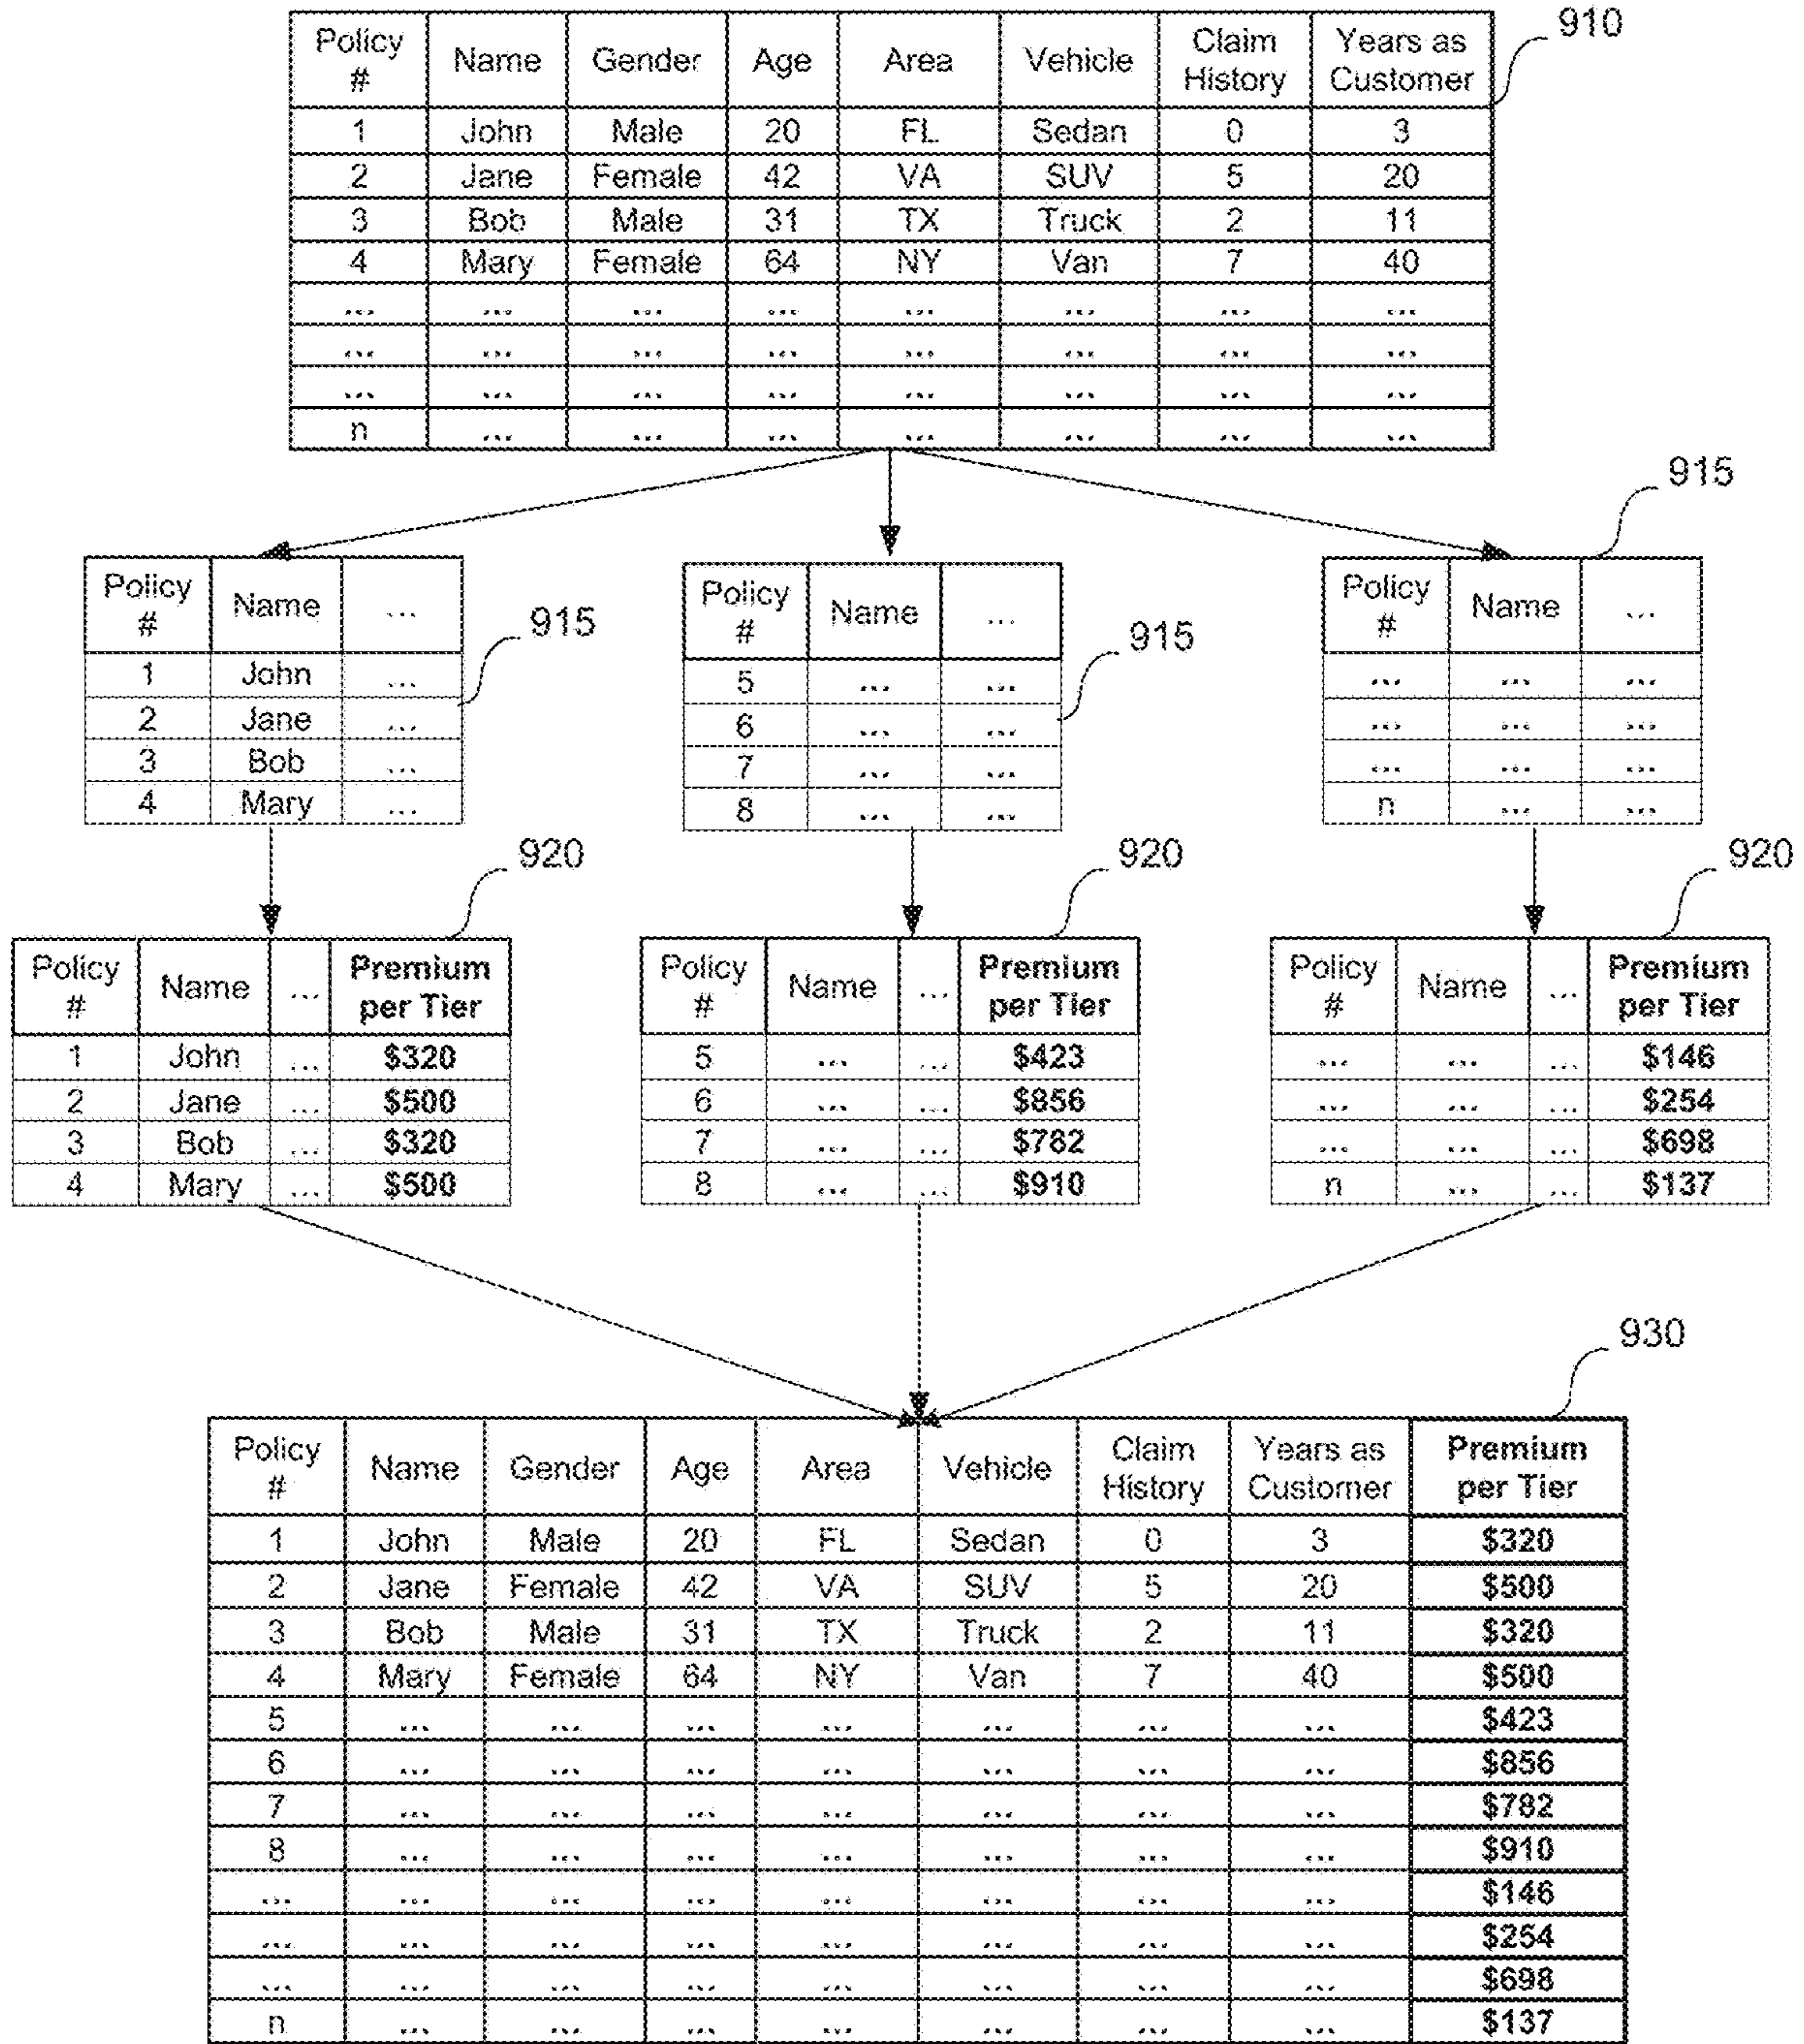 Policy # Name Gender Age Area Vehicle Claim History Years as Customer 910
1 John Male 20 FL Sedan 0 3
2 Jane Female 42 VA SUV 5 20
3 Bob Male 31 TX Truck 2 11
4 Mary Female 64 NY Van 7 40
... ... ... ... ... ... ... ...
... ... ... ... ... ... ... ...
... ... ... ... ... ... ... ...
n ... ... ... ... ... ... ...
915
Policy # Name ...
1 John ...
2 Jane ...
3 Bob ...
4 Mary ...
915
Policy # Name ...
5 ... ...
6 ... ...
7 ... ...
8 ... ...
915
Policy # Name ...
... ... ...
... ... ...
... ... ...
n ... ...
920
Policy # Name ... Premium per Tier
1 John ... $320
2 Jane ... $500
3 Bob ... $320
4 Mary ... $500
920
Policy # Name ... Premium per Tier
5 ... ... $423
6 ... ... $856
7 ... ... $782
8 ... ... $910
920
Policy # Name ... Premium per Tier
... ... ... $146
... ... ... $254
... ... ... $698
n ... ... $137
930
Policy # Name Gender Age Area Vehicle Claim History Years as Customer Premium per Tier
1 John Male 20 FL Sedan 0 3 $320
2 Jane Female 42 VA SUV 5 20 $500
3 Bob Male 31 TX Truck 2 11 $320
4 Mary Female 64 NY Van 7 40 $500
5 ... ... ... ... ... ... ... $423
6 ... ... ... ... ... ... ... $856
7 ... ... ... ... ... ... ... $782
8 ... ... ... ... ... ... ... $910
... ... ... ... ... ... ... ... $146
... ... ... ... ... ... ... ... $254
... ... ... ... ... ... ... ... $698
n ... ... ... ... ... ... ... $137